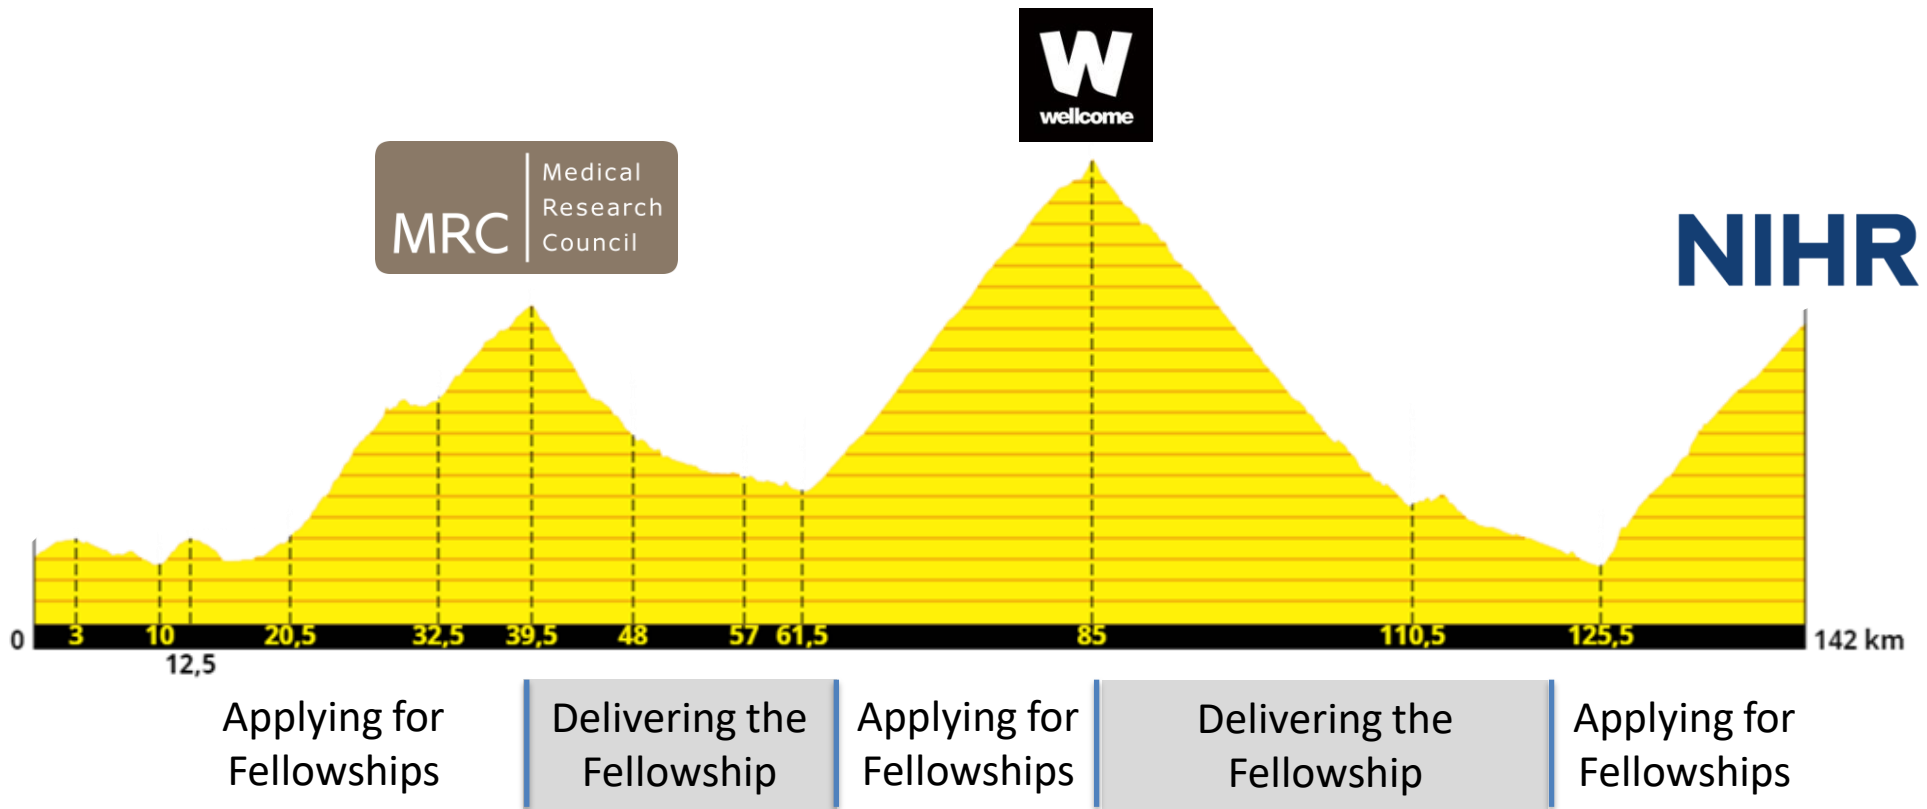 W
wellcome
MRC
Medical
Research
Council
NIHR
0
3
10
12,5
20,5
32,5
39,5
48
57
61,5
85
110,5
125,5
142 km
Applying for
Fellowships
Delivering the
Fellowship
Applying for
Fellowships
Delivering the
Fellowship
Applying for
Fellowships